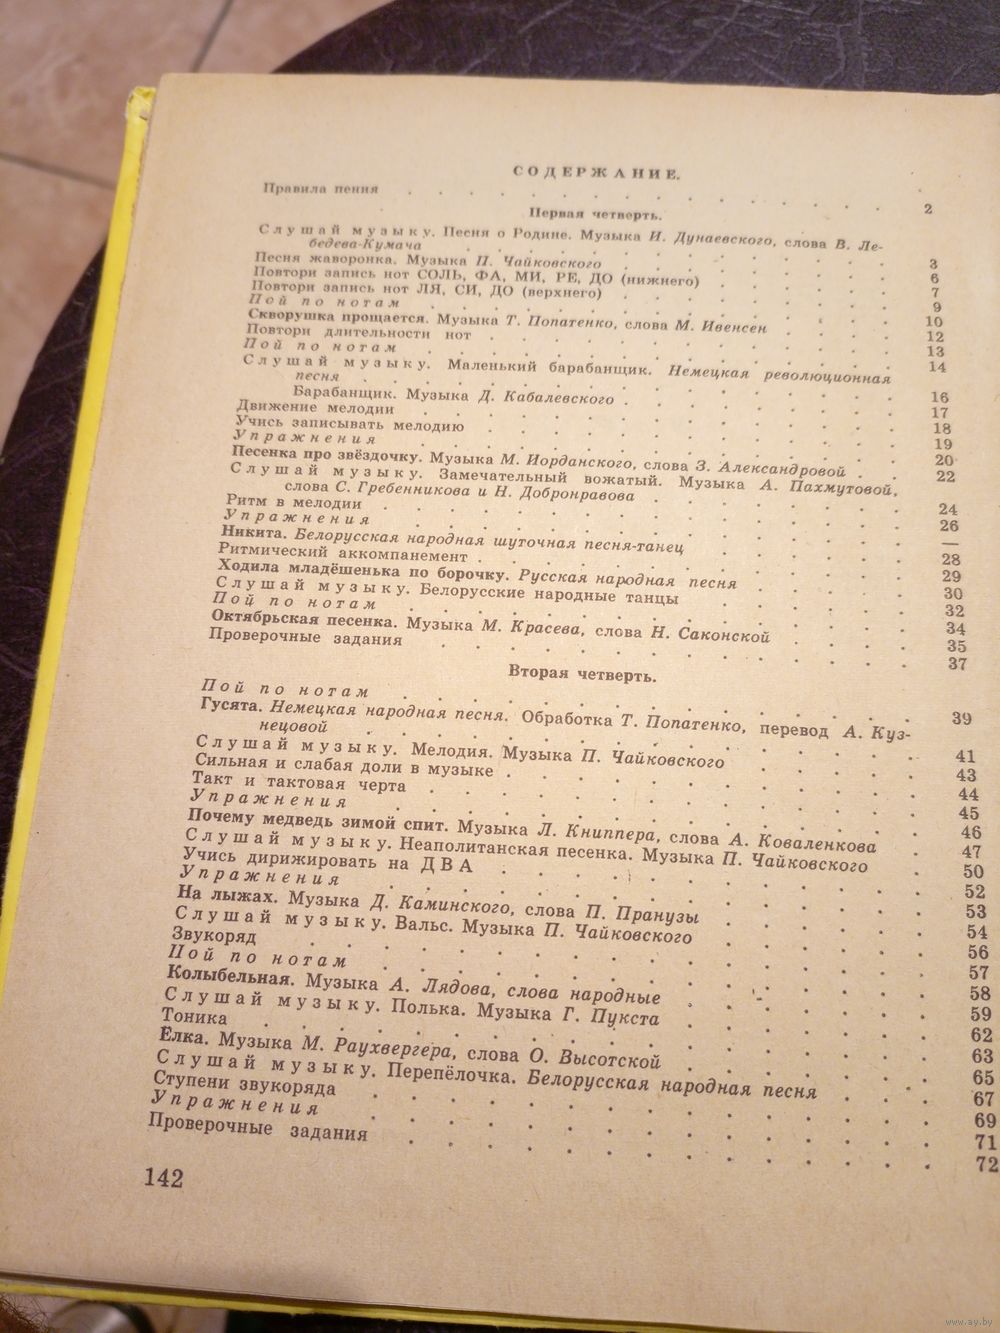 СОДЕРЖАНИЕ.
Правила пения . . . . . . . . . . . . 2
Первая четверть.
Слушай музыку. Песня о Родине. Музыка И. Дунаевского, слова В. Ле-
бедева-Кумача . . . . . . . . . . . . 3
Песня жаворонка. Музыка П. Чайковского . . . . . . . 6
Повтори запись нот СОЛЬ, ФА, МИ, РЕ, ДО (нижнего) . . . . . 7
Повтори запись нот ЛЯ, СИ, ДО (верхнего) . . . . . . . 9
Пой по нотам . . . . . . . . . . . . 10
Скворушка прощается. Музыка Т. Попатенко, слова М. Ивенсен . . . . 12
Повтори длительности нот . . . . . . . . . . . 13
Пой по нотам . . . . . . . . . . . . 14
Слушай музыку. Маленький барабанщик. Немецкая революционная
песня . . . . . . . . . . . . . . 16
Барабанщик. Музыка Д. Кабалевского . . . . . . . 17
Движение мелодии . . . . . . . . . . . . 18
Учись записывать мелодию . . . . . . . . . . . 19
Упражнения . . . . . . . . . . . . 20
Песенка про звёздочку. Музыка М. Иорданского, слова З. Александровой . . 22
Слушай музыку. Замечательный вожатый. Музыка А. Пахмутовой,
слова С. Гребенникова и Н. Добронравова . . . . . . . 24
Ритм в мелодии . . . . . . . . . . . . . 26
Упражнения . . . . . . . . . . . . —
Никита. Белорусская народная шуточная песня-танец . . . . . 28
Ритмический аккомпанемент . . . . . . . . . . . 29
Ходила младёшенька по борочку. Русская народная песня . . . . . 30
Слушай музыку. Белорусские народные танцы . . . . . . 32
Пой по нотам . . . . . . . . . . . . 34
Октябрьская песенка. Музыка М. Красева, слова Н. Саконской . . . . 35
Проверочные задания . . . . . . . . . . . . 37
Вторая четверть.
Пой по нотам . . . . . . . . . . . . 39
Гусята. Немецкая народная песня. Обработка Т. Попатенко, перевод А. Куз-
нецовой . . . . . . . . . . . . . 41
Слушай музыку. Мелодия. Музыка П. Чайковского . . . . . 43
Сильная и слабая доли в музыке . . . . . . . . . . 44
Такт и тактовая черта . . . . . . . . . . . . 45
Упражнения . . . . . . . . . . . . 46
Почему медведь зимой спит. Музыка Л. Книппера, слова А. Коваленкова . 47
Слушай музыку. Неаполитанская песенка. Музыка П. Чайковского . 50
Учись дирижировать на ДВА . . . . . . . . . . . 52
Упражнения . . . . . . . . . . . . 53
На лыжах. Музыка Д. Каминского, слова П. Пранузы . . . . . 54
Слушай музыку. Вальс. Музыка П. Чайковского . . . . . 56
Звукоряд . . . . . . . . . . . . . 57
Пой по нотам . . . . . . . . . . . . 58
Колыбельная. Музыка А. Лядова, слова народные . . . . . . 59
Слушай музыку. Полька. Музыка Г. Пукста . . . . . . 62
Тоника . . . . . . . . . . . . . . 63
Ёлка. Музыка М. Раухвергера, слова О. Высотской . . . . . . 65
Слушай музыку. Перепёлочка. Белорусская народная песня . . . 67
Ступени звукоряда . . . . . . . . . . . . 69
Упражнения . . . . . . . . . . . . 71
Проверочные задания . . . . . . . . . . . . 72
142
www.ay.by